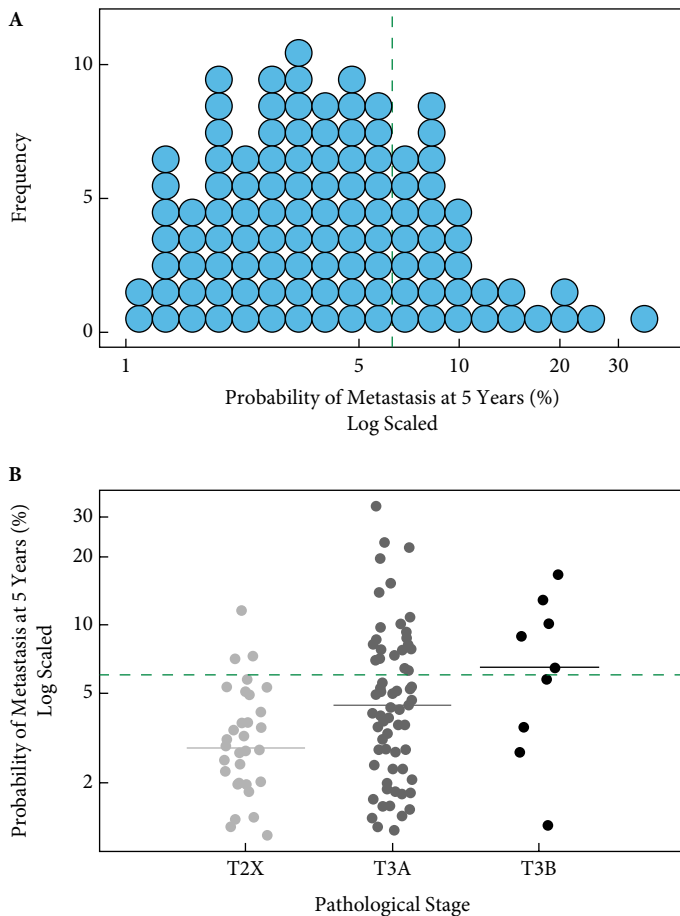 A
10
5
0
Frequency
1 5 10 20 30
Probability of Metastasis at 5 Years (%)
Log Scaled
B
30
20
10
5
2
Probability of Metastasis at 5 Years (%)
Log Scaled
T2X T3A T3B
Pathological Stage